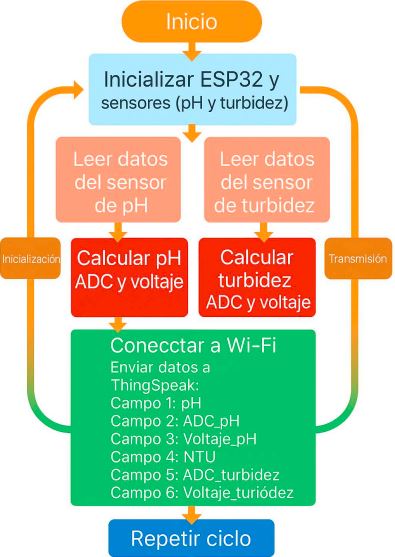 Inicio
Inicializar ESP32 y
sensores (pH y turbidez)
Leer datos
del sensor
de pH
Leer datos
del sensor
de turbidez
Inicialización
Calcular pH
ADC y voltaje
Calcular
turbidez
ADC y voltaje
Transmisión
Conecctar a Wi-Fi
Enviar datos a
ThingSpeak:
Campo 1: pH
Campo 2: ADC_pH
Campo 3: Voltaje_pH
Campo 4: NTU
Campo 5: ADC_turbidez
Campo 6: Voltaje_turiódez
Repetir ciclo